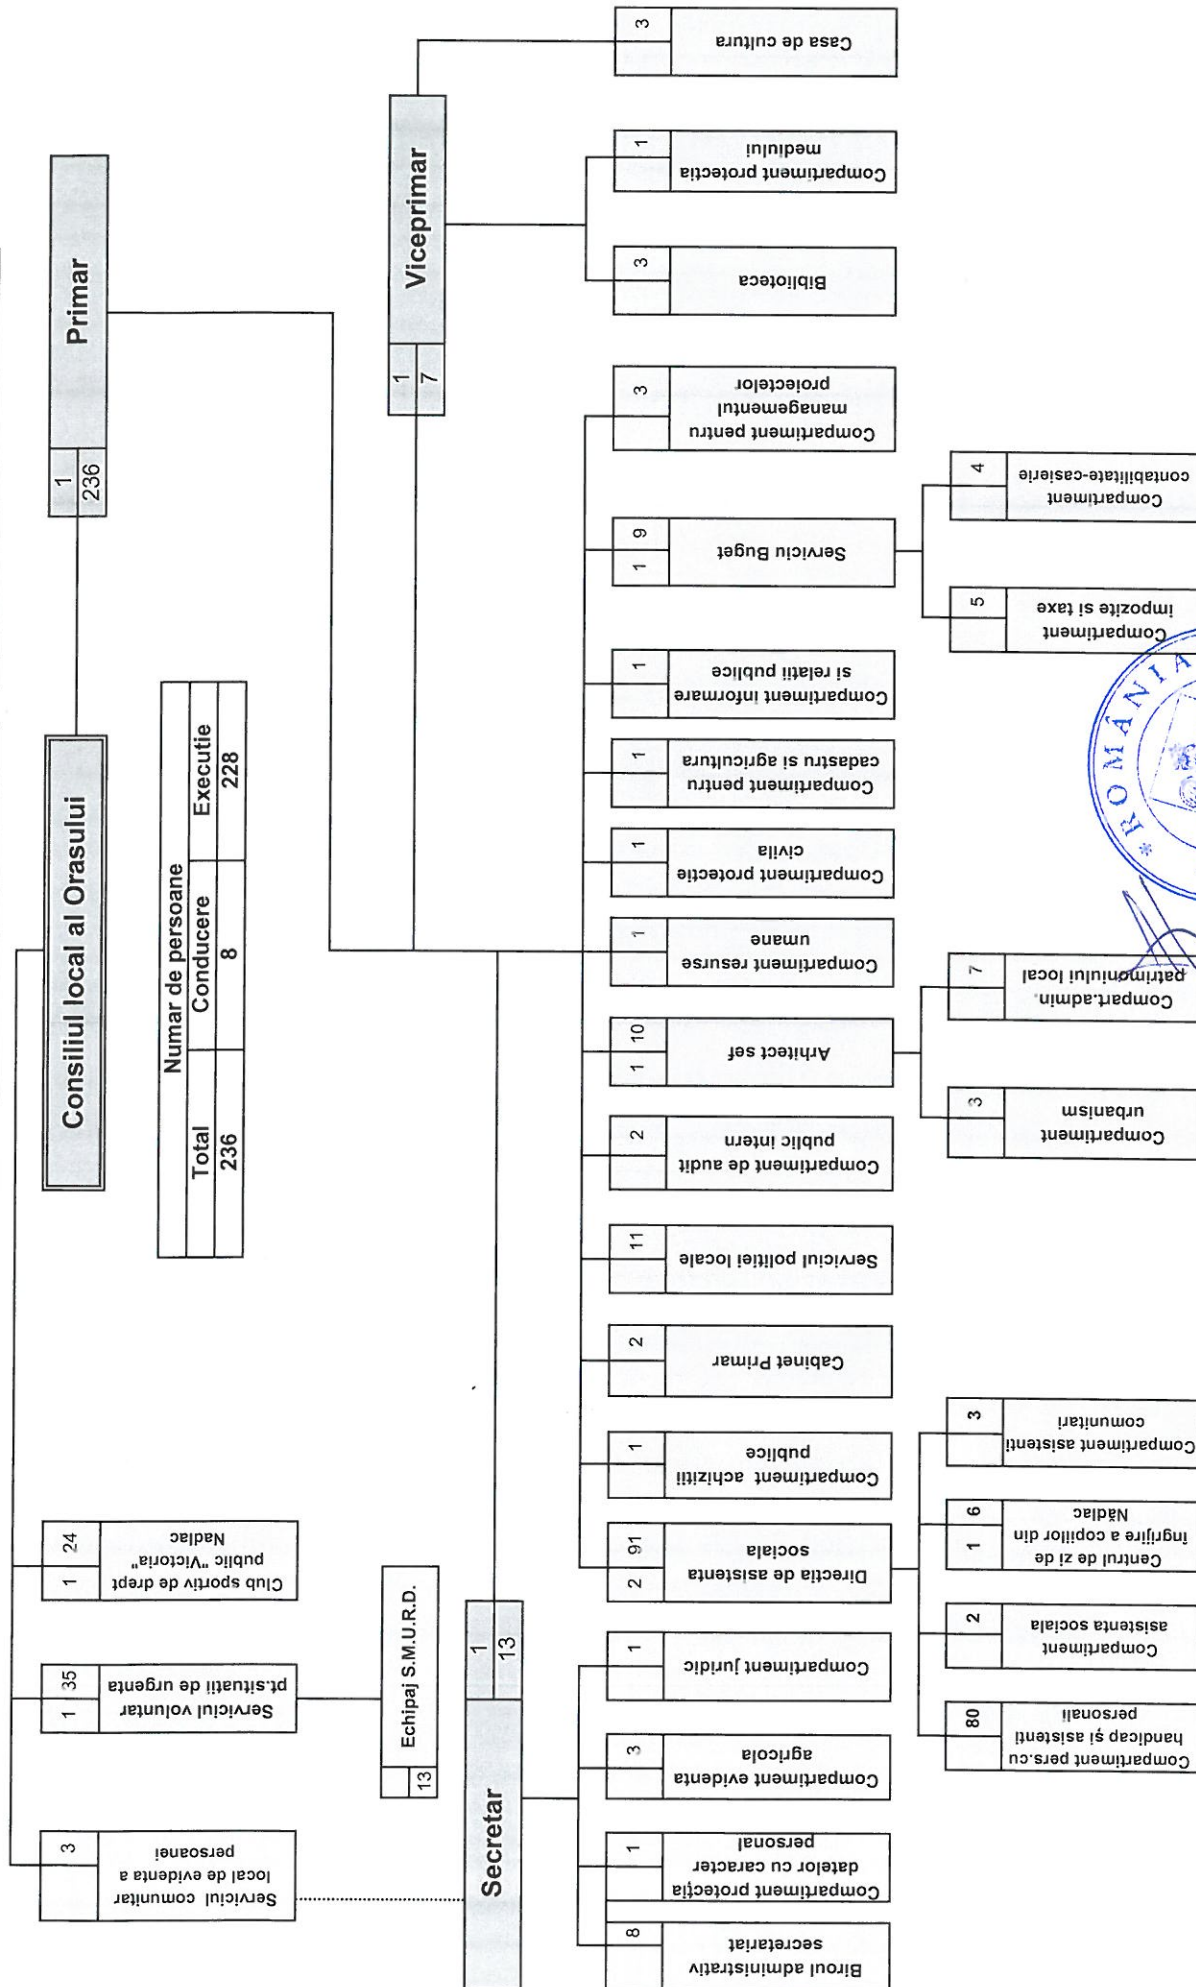 Consiliul local al Orasului
Primar
1
236
Numar de persoane
Total
Conducere
Executie
236
8
228
Serviciul comunitar
local de evidenta a
persoanei
3
Serviciul voluntar
pt.situatii de urgenta
1
35
Club sportiv de drept
public "Victoria"
Nadlac
1
24
Echipaj S.M.U.R.D.
13
Secretar
1
13
Viceprimar
1
7
Biroul administrativ
secretariat
8
Compartiment protecția
datelor cu caracter
personal
1
Compartiment evidenta
agricola
3
Compartiment juridic
1
Directia de asistenta
sociala
2
91
Compartiment achizitii
publice
1
Cabinet Primar
2
Serviciul politiei locale
11
Compartiment de audit
public intern
2
Arhitect sef
1
10
Compartiment resurse
umane
1
Compartiment protectie
civila
1
Compartiment pentru
cadastru si agricultura
1
Compartiment informare
si relatii publice
1
Serviciu Buget
1
9
Compartiment pentru
managementul
proiectelor
3
Biblioteca
3
Compartiment protectia
mediului
1
Casa de cultura
3
Compartiment pers.cu
handicap și asistenti
personali
80
Compartiment
asistenta sociala
2
Centrul de zi de
îngrijire a copiilor din
Nădlac
1
6
Compartiment asistenti
comunitari
3
Compartiment
urbanism
3
Compart.admin.
patrimoniului local
7
Compartiment
impozite si taxe
5
Compartiment
contabilitate-casierie
4
* ROMÂNIA